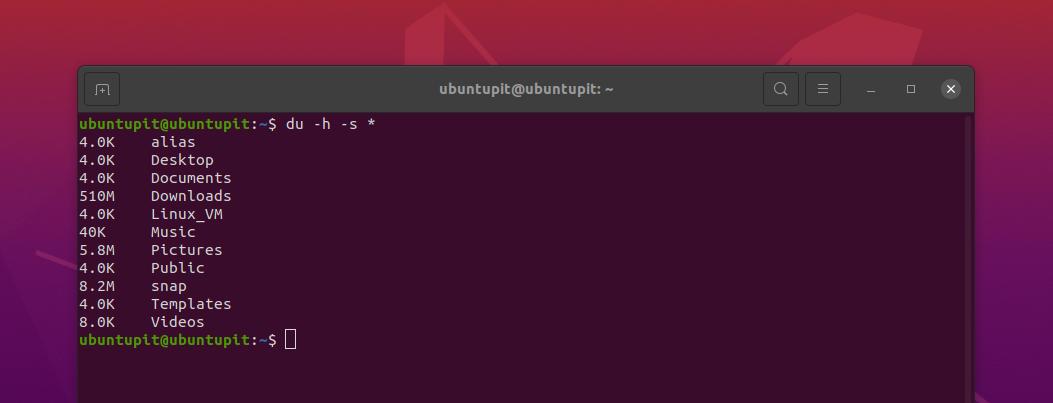 ubuntupit@ubuntupit: ~
ubuntupit@ubuntupit:~$ du -h -s *
4.0K    alias
4.0K    Desktop
4.0K    Documents
510M    Downloads
4.0K    Linux_VM
40K     Music
5.8M    Pictures
4.0K    Public
8.2M    snap
4.0K    Templates
8.0K    Videos
ubuntupit@ubuntupit:~$